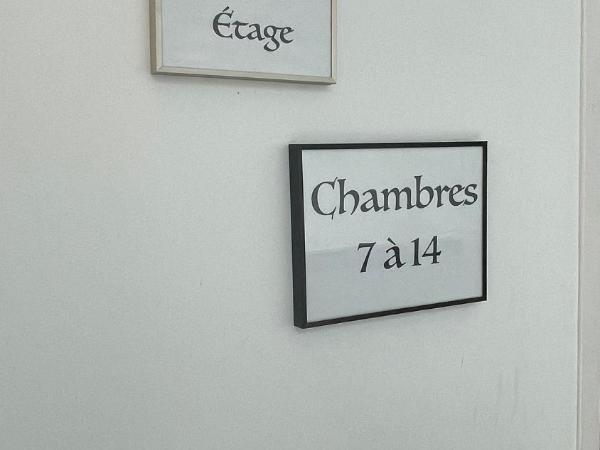 Étage
Chambres
7 à 14